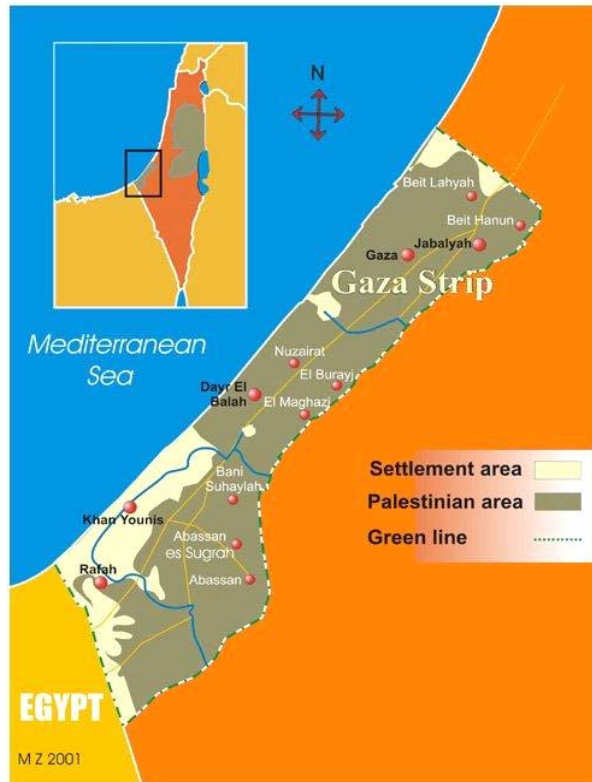 N
Beit Lahyah
Beit Hanun
Jabalyah
Gaza
Gaza Strip
Mediterranean
Sea
Nuzairat
El Burayj
Dayr El
Balah
El Maghazj
Settlement area
Palestinian area
Green line
Bani
Suhaylah
Khan Younis
Abassan
es Sugrah
Rafah
Abassan
EGYPT
M Z 2001